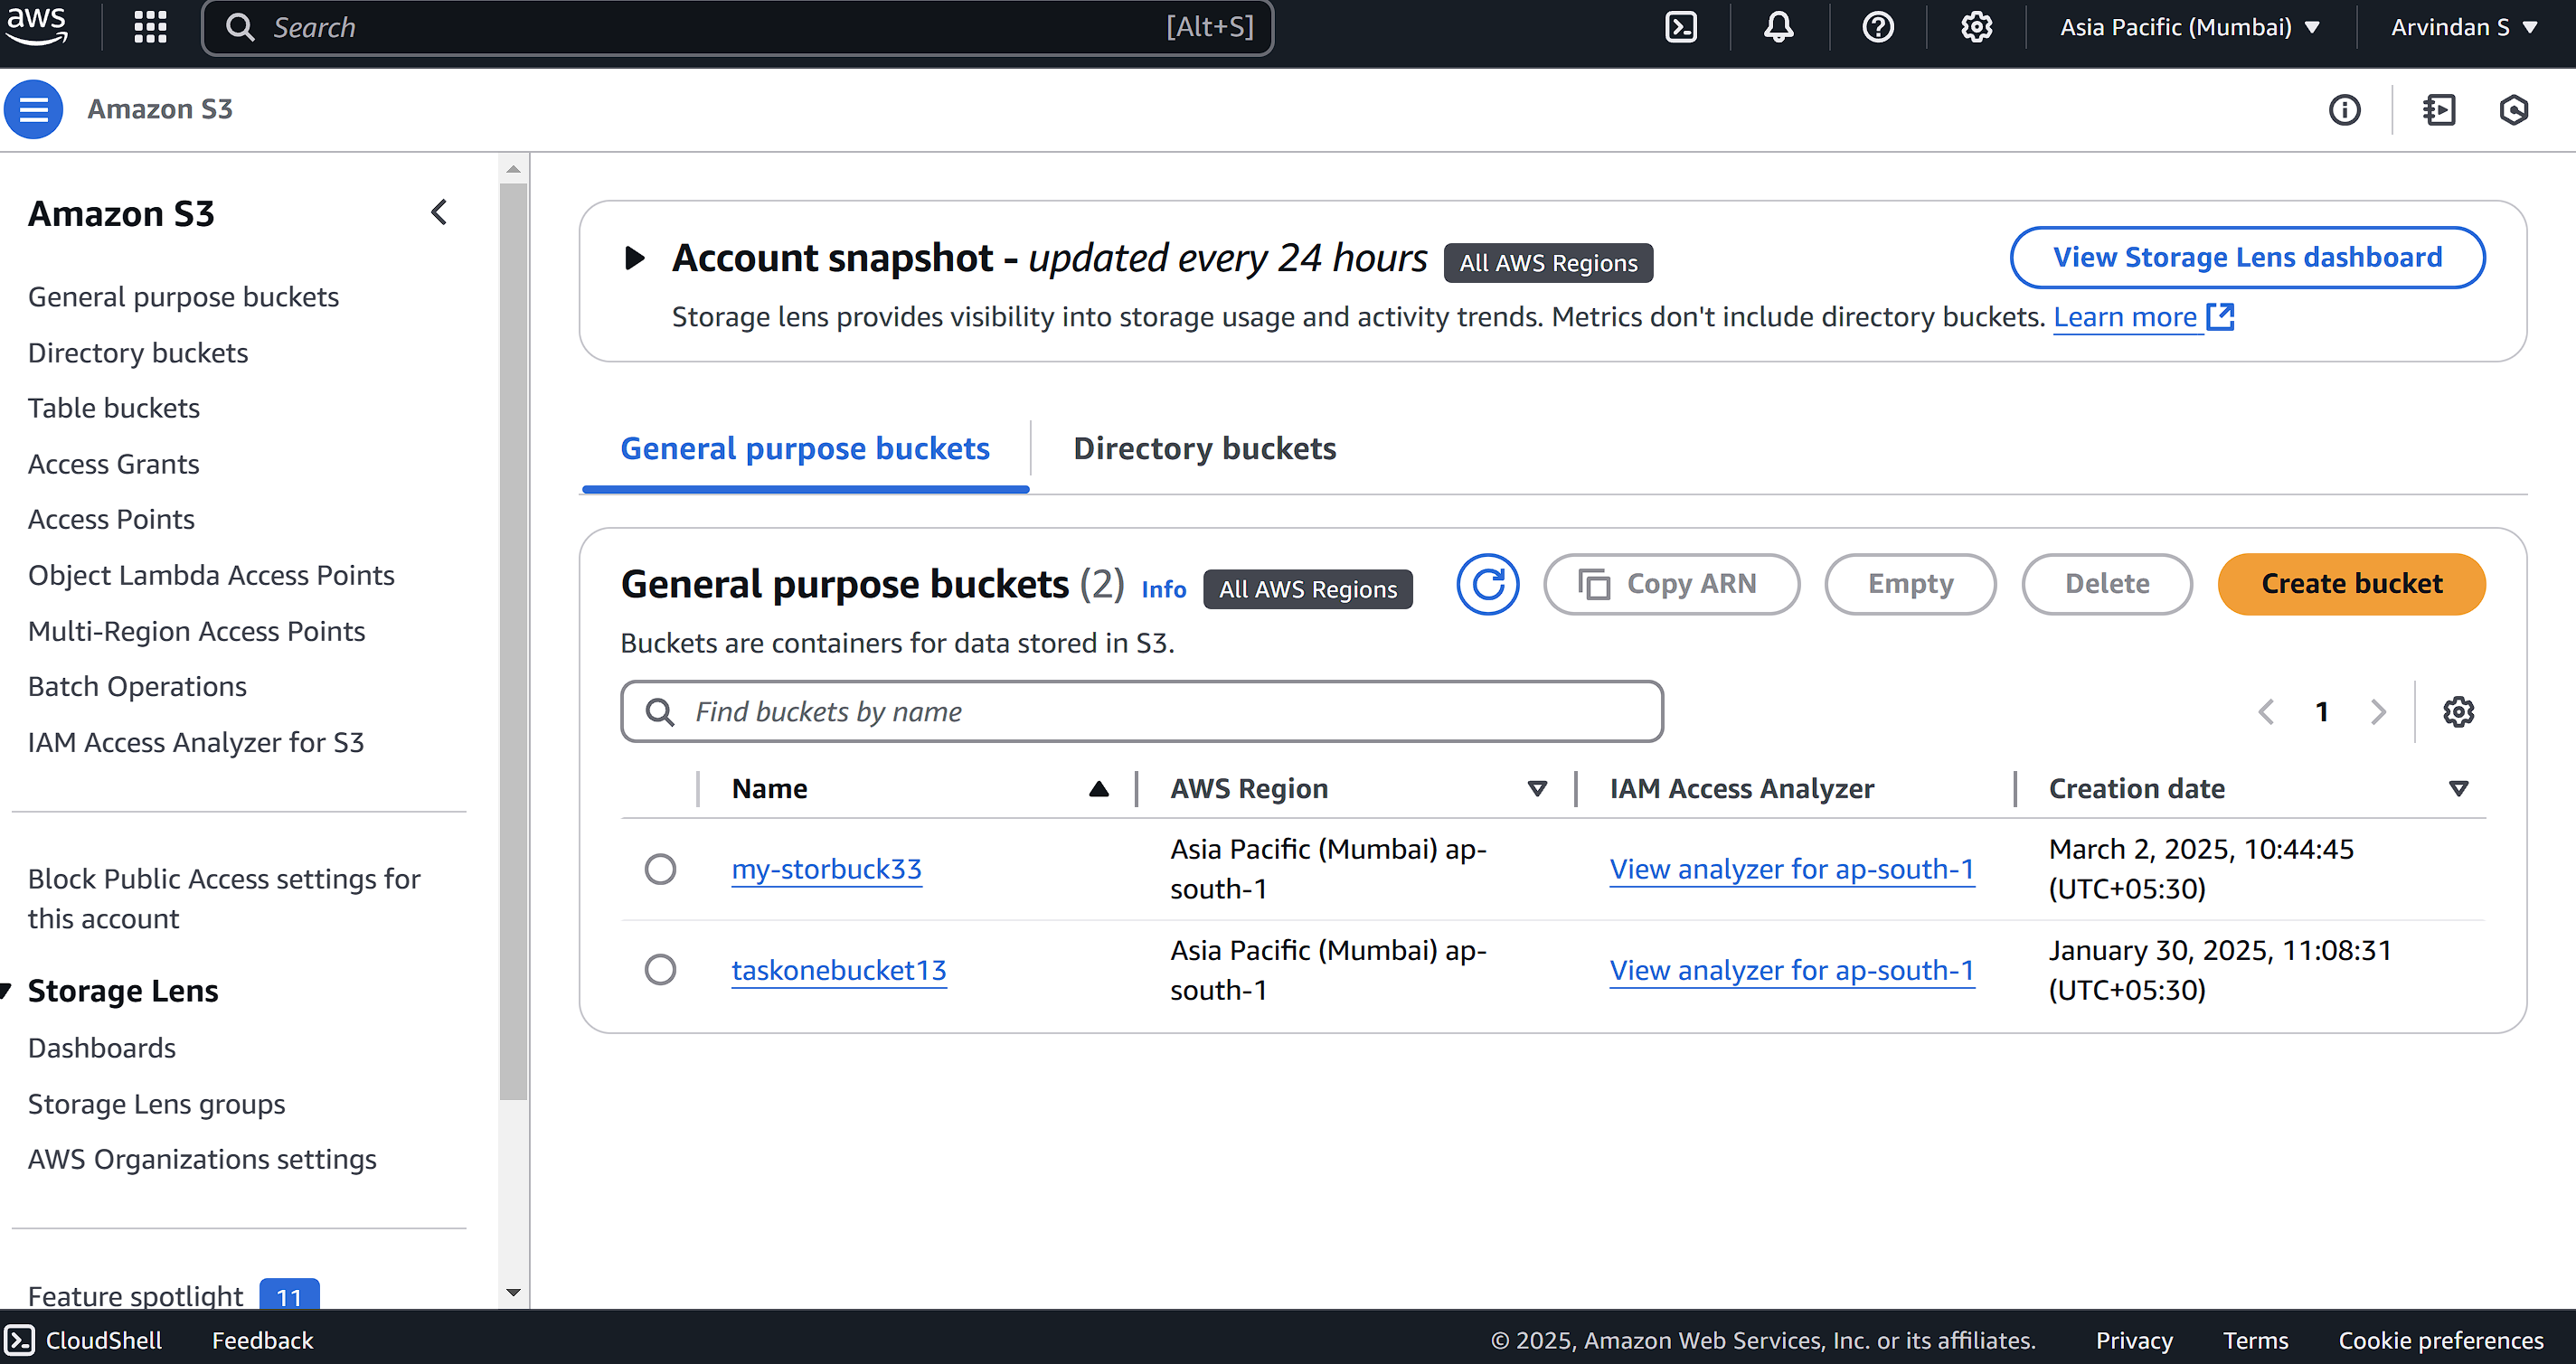 aws
Search [Alt+S]
Asia Pacific (Mumbai) Arvindan S
Amazon S3
Amazon S3
General purpose buckets
Directory buckets
Table buckets
Access Grants
Access Points
Object Lambda Access Points
Multi-Region Access Points
Batch Operations
IAM Access Analyzer for S3
Block Public Access settings for
this account
Storage Lens
Dashboards
Storage Lens groups
AWS Organizations settings
Feature spotlight 11
Account snapshot - updated every 24 hours All AWS Regions
View Storage Lens dashboard
Storage lens provides visibility into storage usage and activity trends. Metrics don't include directory buckets. Learn more
General purpose buckets Directory buckets
General purpose buckets (2) Info All AWS Regions
Copy ARN Empty Delete Create bucket
Buckets are containers for data stored in S3.
Find buckets by name
1
Name AWS Region IAM Access Analyzer Creation date
my-storbuck33
Asia Pacific (Mumbai) ap-
south-1
View analyzer for ap-south-1
March 2, 2025, 10:44:45
(UTC+05:30)
taskonebucket13
Asia Pacific (Mumbai) ap-
south-1
View analyzer for ap-south-1
January 30, 2025, 11:08:31
(UTC+05:30)
CloudShell Feedback
© 2025, Amazon Web Services, Inc. or its affiliates. Privacy Terms Cookie preferences